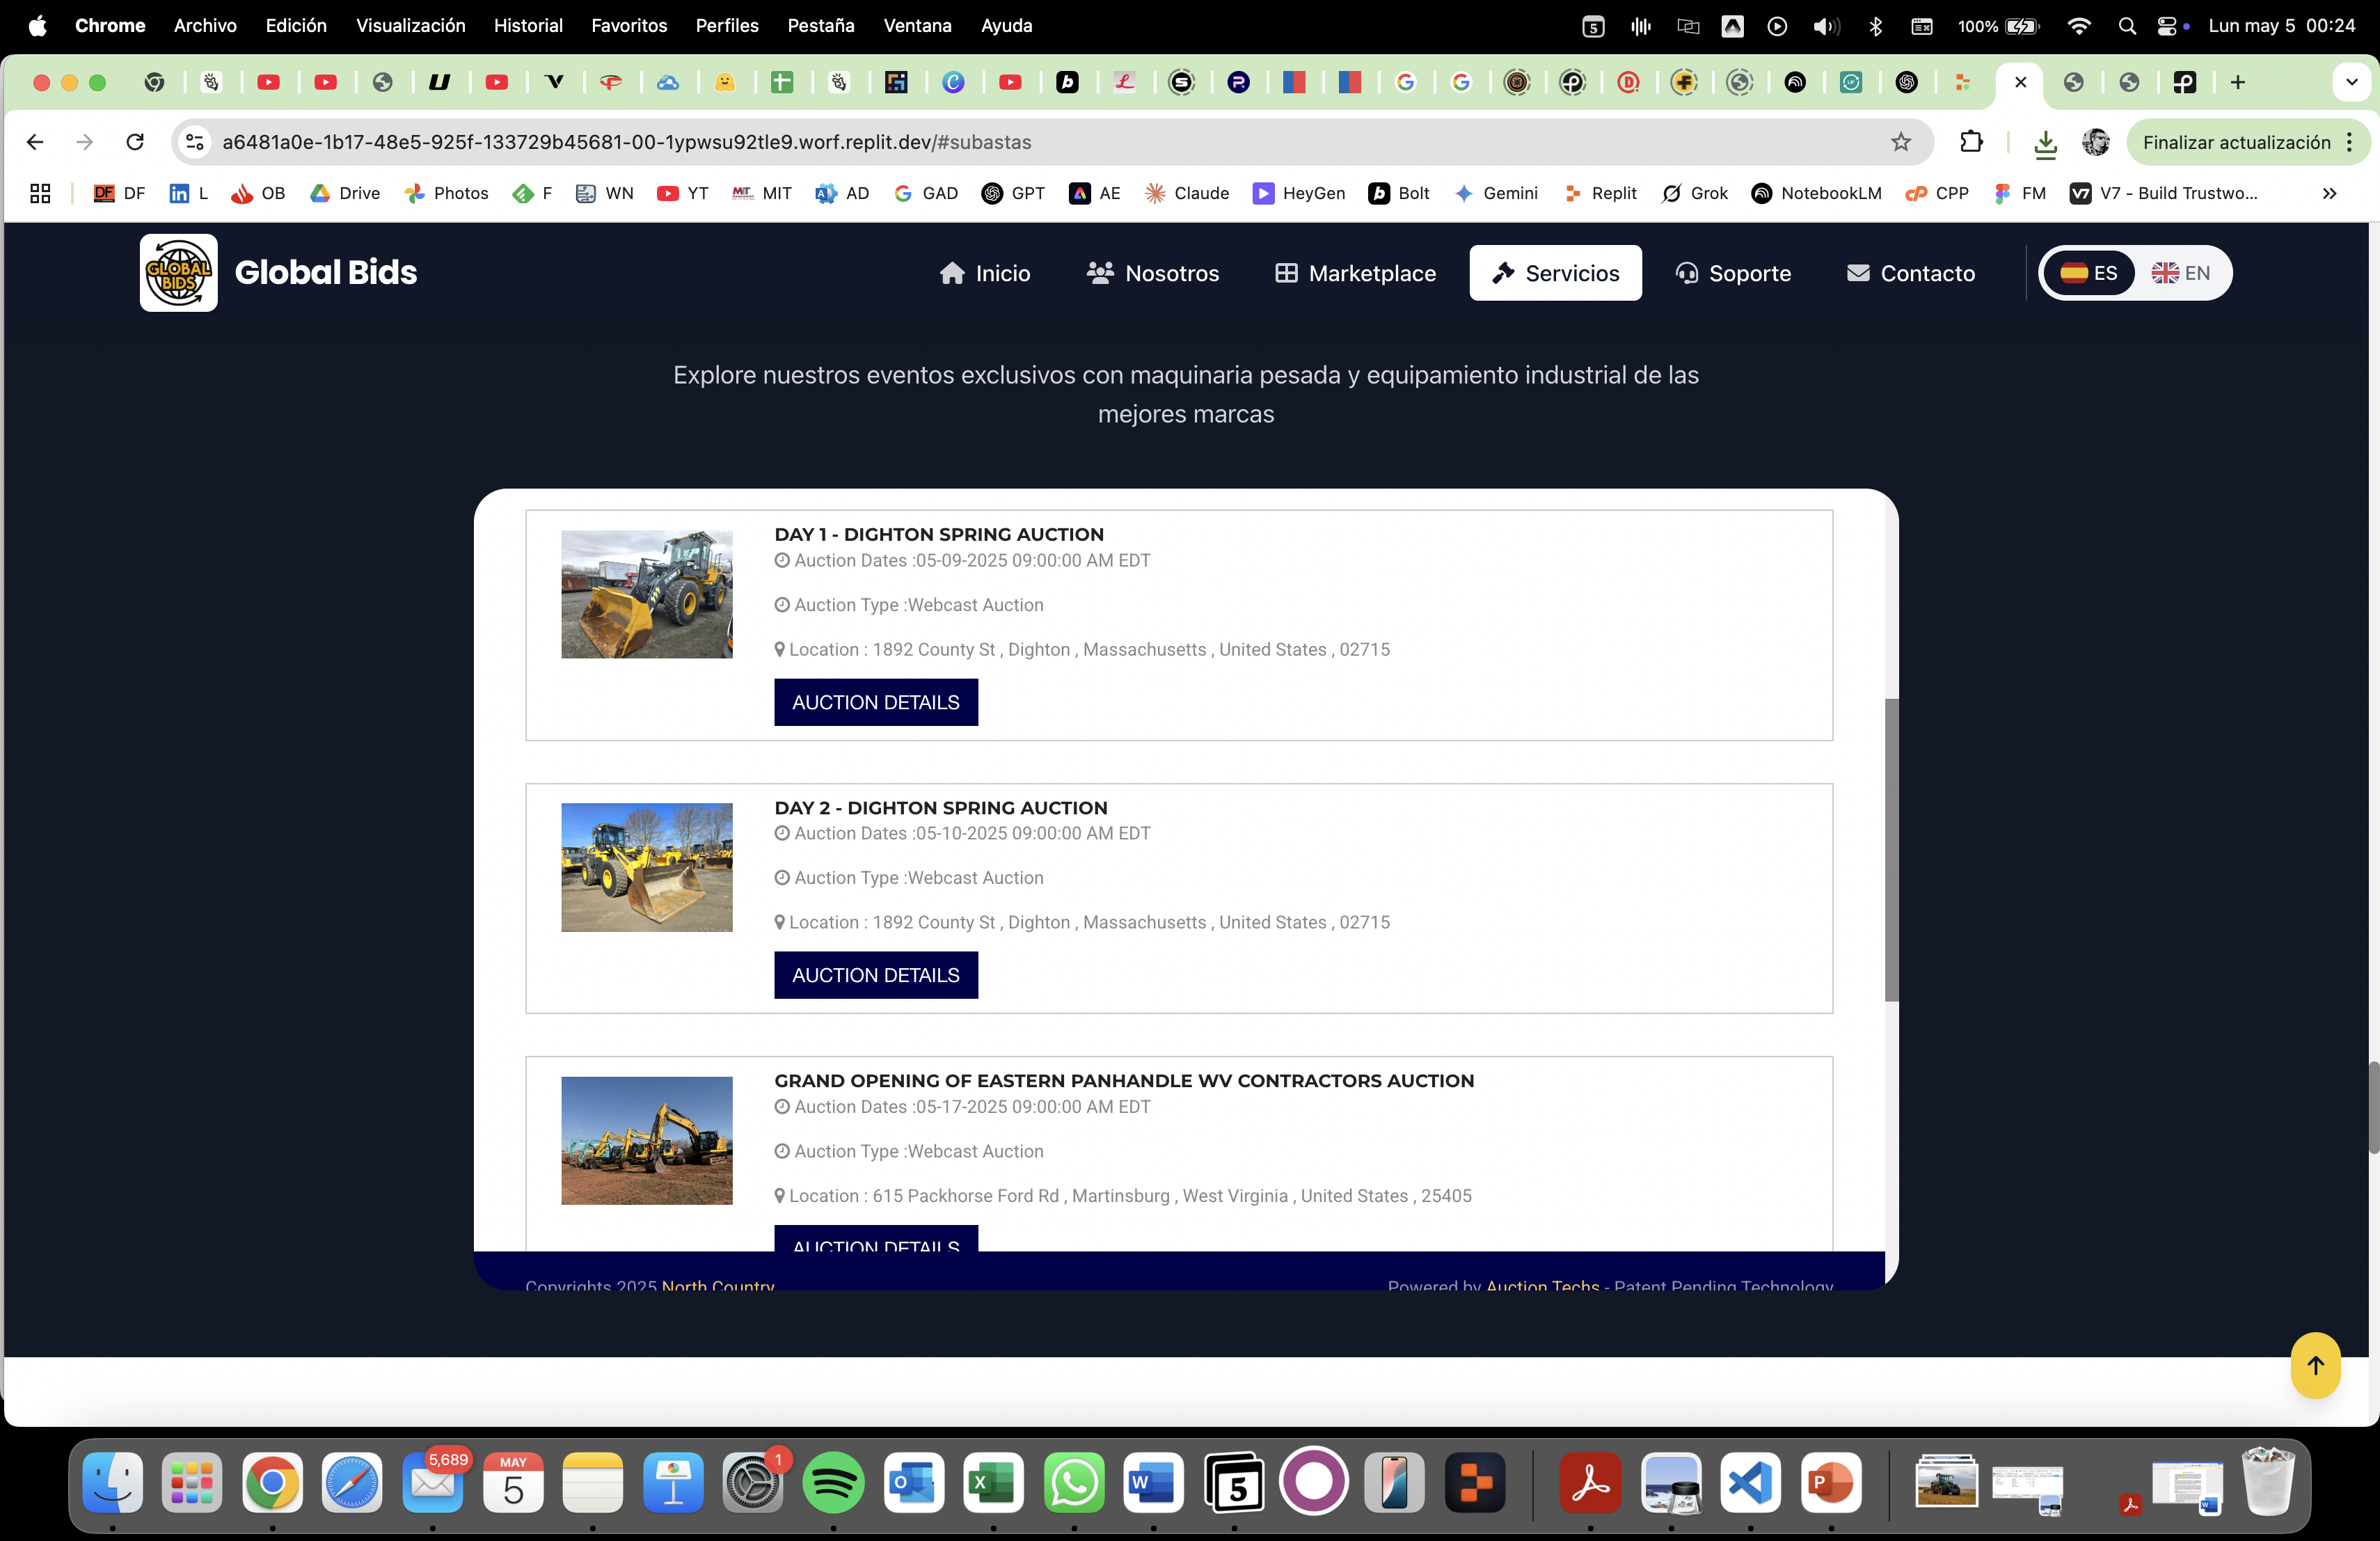 Chrome Archivo Edición Visualización Historial Favoritos Perfiles Pestaña Ventana Ayuda 5 100% Lun may 5 00:24
a6481a0e-1b17-48e5-925f-133729b45681-00-1ypwsu92tle9.worf.replit.dev/#subastas Finalizar actualización
DF DF L OB Drive Photos F WN YT MIT MIT AD GAD GPT AE Claude HeyGen b Bolt Gemini Replit Grok NotebookLM CPP FM V7 V7 - Build Trustwo... »
GLOBAL BIDS Global Bids Inicio Nosotros Marketplace Servicios Soporte Contacto ES EN
Explore nuestros eventos exclusivos con maquinaria pesada y equipamiento industrial de las
mejores marcas
DAY 1 - DIGHTON SPRING AUCTION
Auction Dates :05-09-2025 09:00:00 AM EDT
Auction Type :Webcast Auction
Location : 1892 County St , Dighton , Massachusetts , United States , 02715
AUCTION DETAILS
DAY 2 - DIGHTON SPRING AUCTION
Auction Dates :05-10-2025 09:00:00 AM EDT
Auction Type :Webcast Auction
Location : 1892 County St , Dighton , Massachusetts , United States , 02715
AUCTION DETAILS
GRAND OPENING OF EASTERN PANHANDLE WV CONTRACTORS AUCTION
Auction Dates :05-17-2025 09:00:00 AM EDT
Auction Type :Webcast Auction
Location : 615 Packhorse Ford Rd , Martinsburg , West Virginia , United States , 25405
AUCTION DETAILS
Copyrights 2025 North Country Powered by Auction Techs - Patent Pending Technology
5,689 MAY 5 1 O X W 5 P